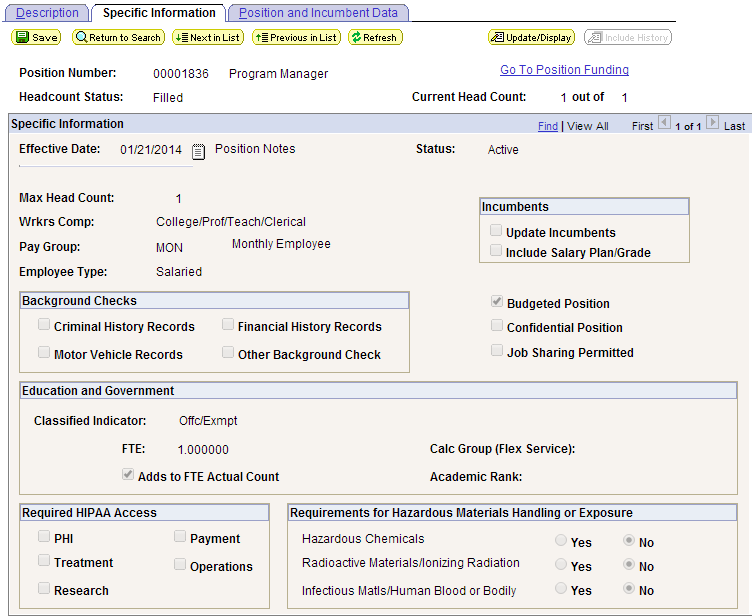 Description Specific Information Position and Incumbent Data
Save Return to Search Next in List Previous in List Refresh Update/Display Include History
Position Number: 00001836 Program Manager Go To Position Funding
Headcount Status: Filled Current Head Count: 1 out of 1
Specific Information Find | View All First 1 of 1 Last
Effective Date: 01/21/2014 Position Notes Status: Active
Max Head Count: 1
Wrkrs Comp: College/Prof/Teach/Clerical
Pay Group: MON Monthly Employee
Employee Type: Salaried
Incumbents
Update Incumbents
Include Salary Plan/Grade
Background Checks
Criminal History Records Financial History Records
Motor Vehicle Records Other Background Check
Budgeted Position
Confidential Position
Job Sharing Permitted
Education and Government
Classified Indicator: Offc/Exmpt
FTE: 1.000000 Calc Group (Flex Service):
Adds to FTE Actual Count Academic Rank:
Required HIPAA Access
PHI Payment
Treatment Operations
Research
Requirements for Hazardous Materials Handling or Exposure
Hazardous Chemicals Yes No
Radioactive Materials/Ionizing Radiation Yes No
Infectious Matls/Human Blood or Bodily Yes No